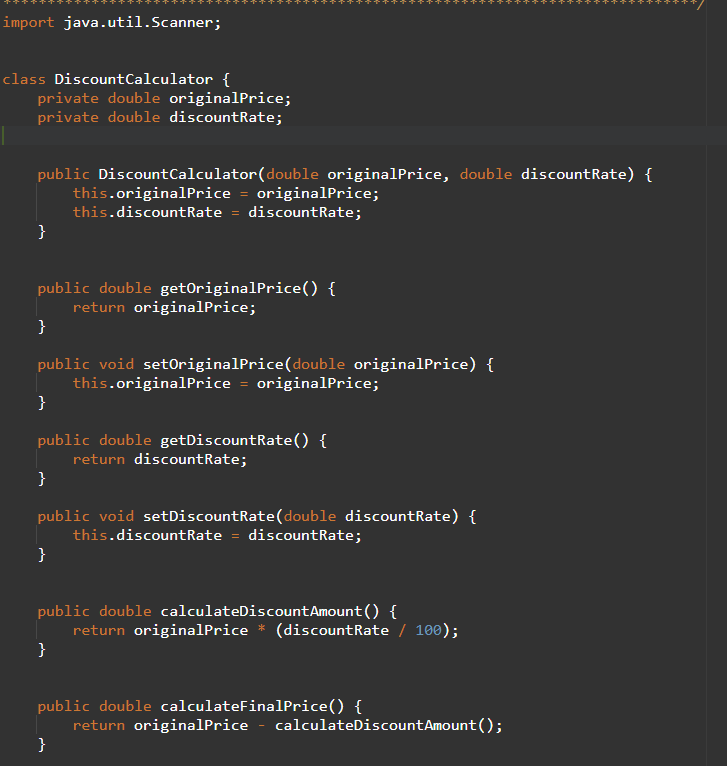 *******************************************************************************/
import java.util.Scanner;
class DiscountCalculator {
    private double originalPrice;
    private double discountRate;
    public DiscountCalculator(double originalPrice, double discountRate) {
        this.originalPrice = originalPrice;
        this.discountRate = discountRate;
    }
    public double getOriginalPrice() {
        return originalPrice;
    }
    public void setOriginalPrice(double originalPrice) {
        this.originalPrice = originalPrice;
    }
    public double getDiscountRate() {
        return discountRate;
    }
    public void setDiscountRate(double discountRate) {
        this.discountRate = discountRate;
    }
    public double calculateDiscountAmount() {
        return originalPrice * (discountRate / 100);
    }
    public double calculateFinalPrice() {
        return originalPrice - calculateDiscountAmount();
    }